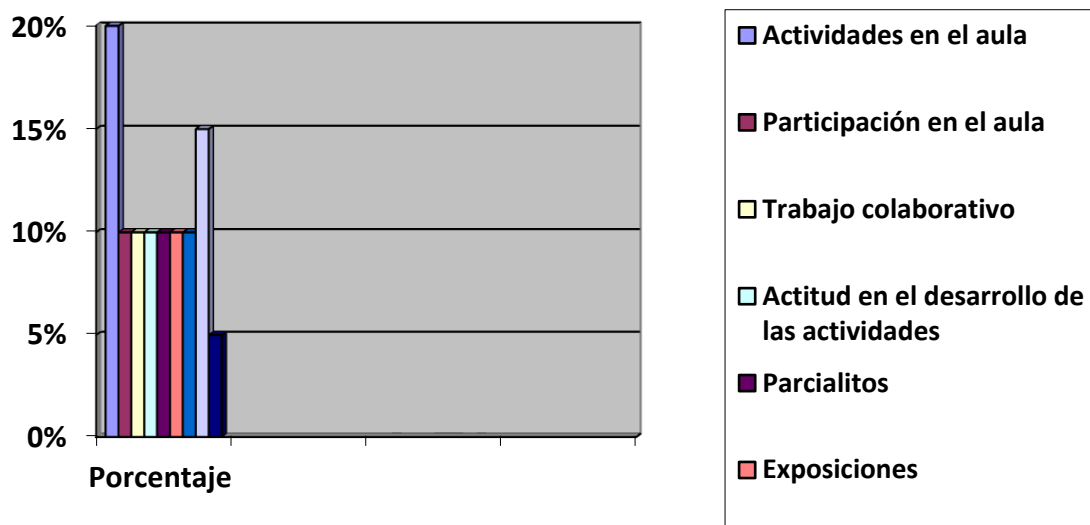 20%
15%
10%
5%
0%
Porcentaje
Actividades en el aula
Participación en el aula
Trabajo colaborativo
Actitud en el desarrollo de
las actividades
Parcialitos
Exposiciones